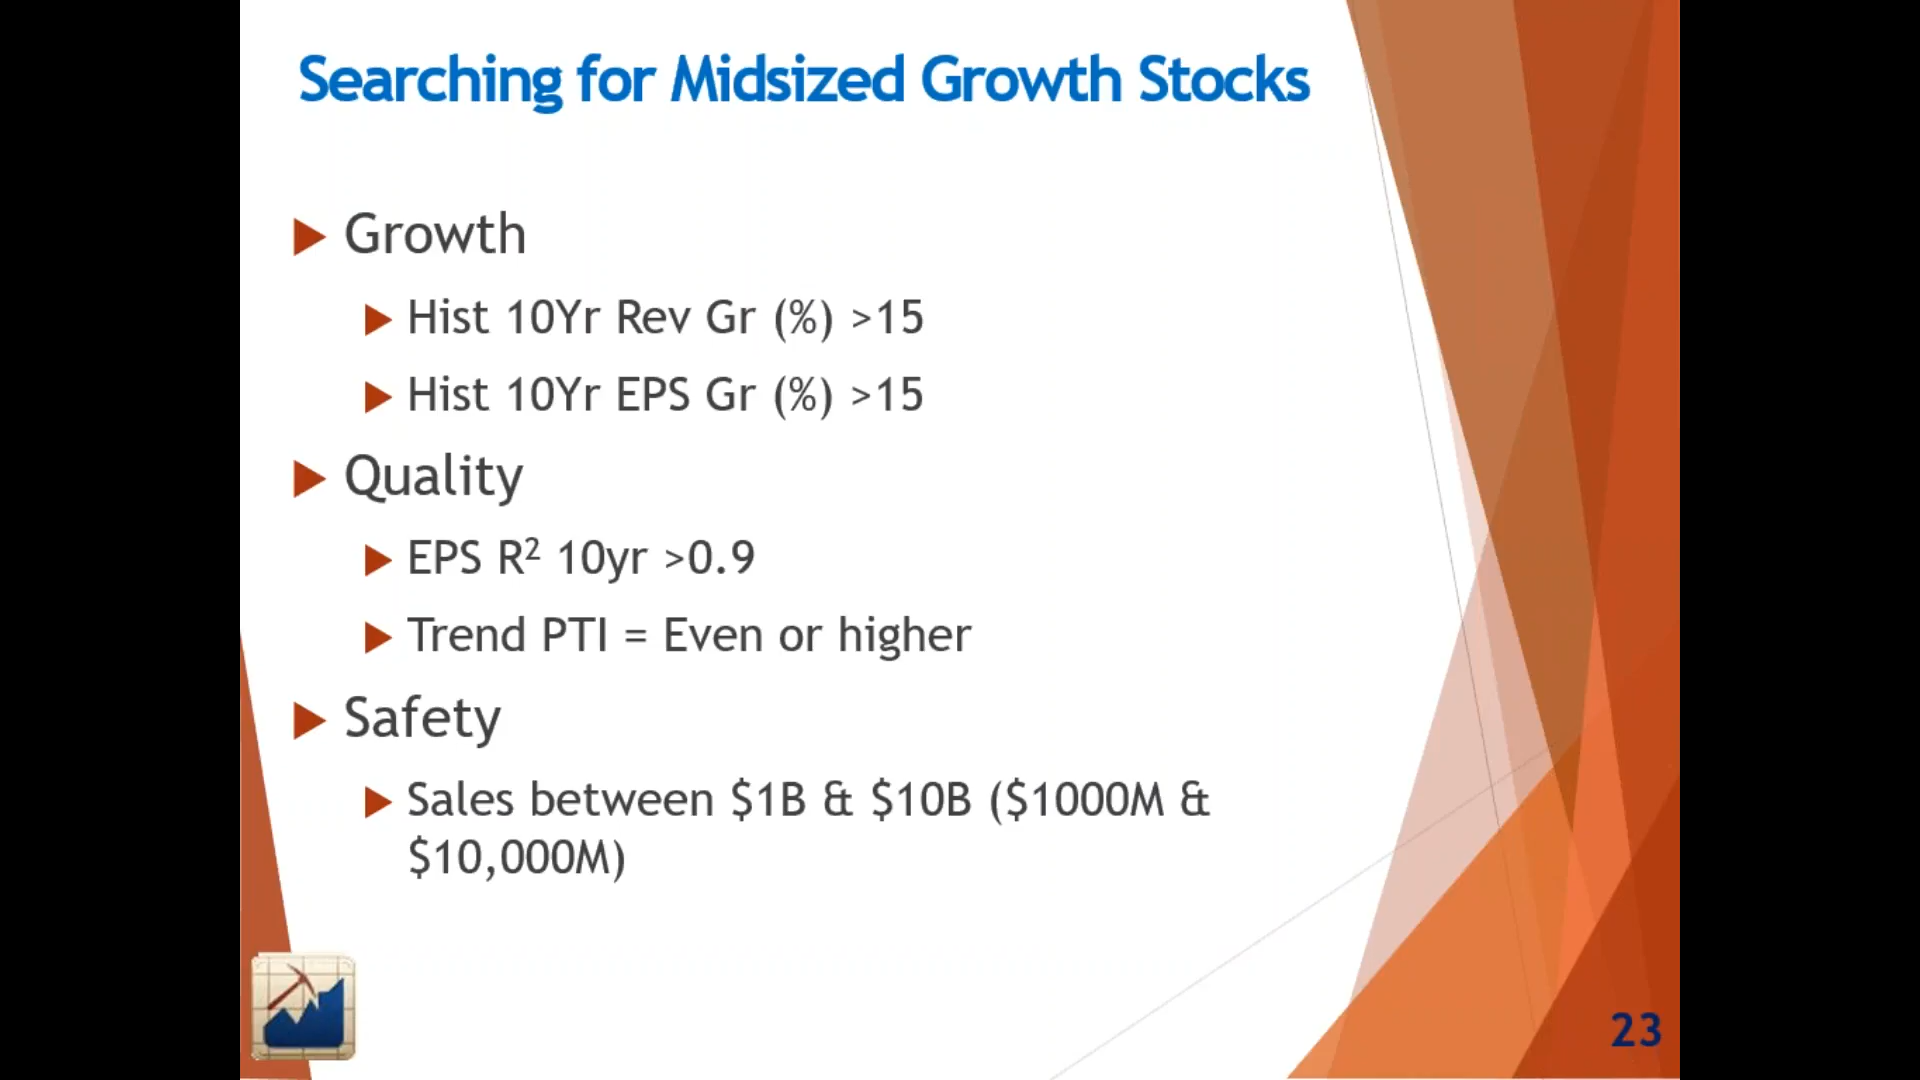 Searching for Midsized Growth Stocks
Growth
Hist 10Yr Rev Gr (%) >15
Hist 10Yr EPS Gr (%) >15
Quality
EPS R² 10yr >0.9
Trend PTI = Even or higher
Safety
Sales between $1B & $10B ($1000M &
$10,000M)
23